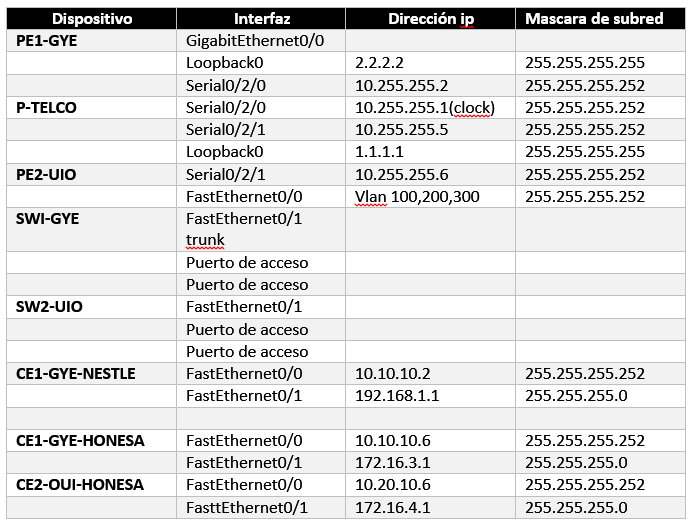 Dispositivo Interfaz Dirección ip Mascara de subred
PE1-GYE GigabitEthernet0/0
Loopback0 2.2.2.2 255.255.255.255
Serial0/2/0 10.255.255.2 255.255.255.252
P-TELCO Serial0/2/0 10.255.255.1(clock) 255.255.255.252
Serial0/2/1 10.255.255.5 255.255.255.252
Loopback0 1.1.1.1 255.255.255.255
PE2-UIO Serial0/2/1 10.255.255.6 255.255.255.252
FastEthernet0/0 Vlan 100,200,300 255.255.255.252
SWI-GYE FastEthernet0/1
trunk
Puerto de acceso
Puerto de acceso
SW2-UIO FastEthernet0/1
Puerto de acceso
Puerto de acceso
CE1-GYE-NESTLE FastEthernet0/0 10.10.10.2 255.255.255.252
FastEthernet0/1 192.168.1.1 255.255.255.0
CE1-GYE-HONESA FastEthernet0/0 10.10.10.6 255.255.255.252
FastEthernet0/1 172.16.3.1 255.255.255.0
CE2-OUI-HONESA FastEthernet0/0 10.20.10.6 255.255.255.252
FasttEthernet0/1 172.16.4.1 255.255.255.0